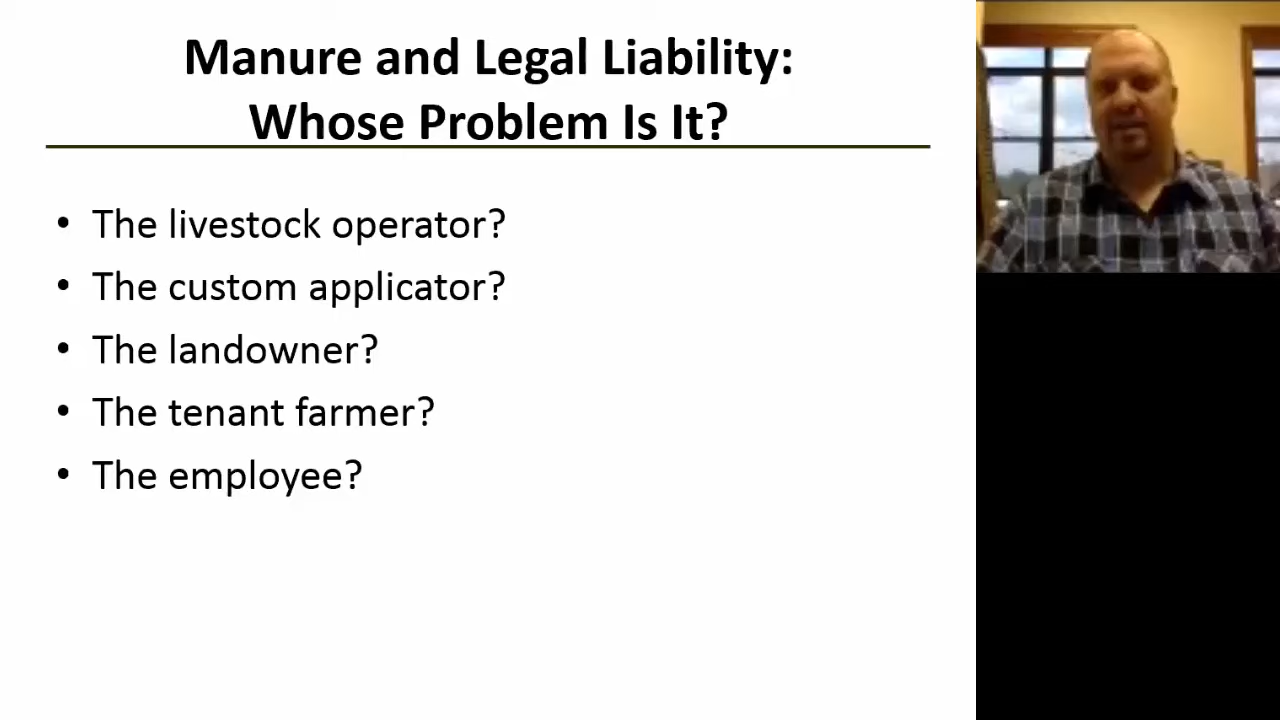 Manure and Legal Liability:
Whose Problem Is It?
• The livestock operator?
• The custom applicator?
• The landowner?
• The tenant farmer?
• The employee?